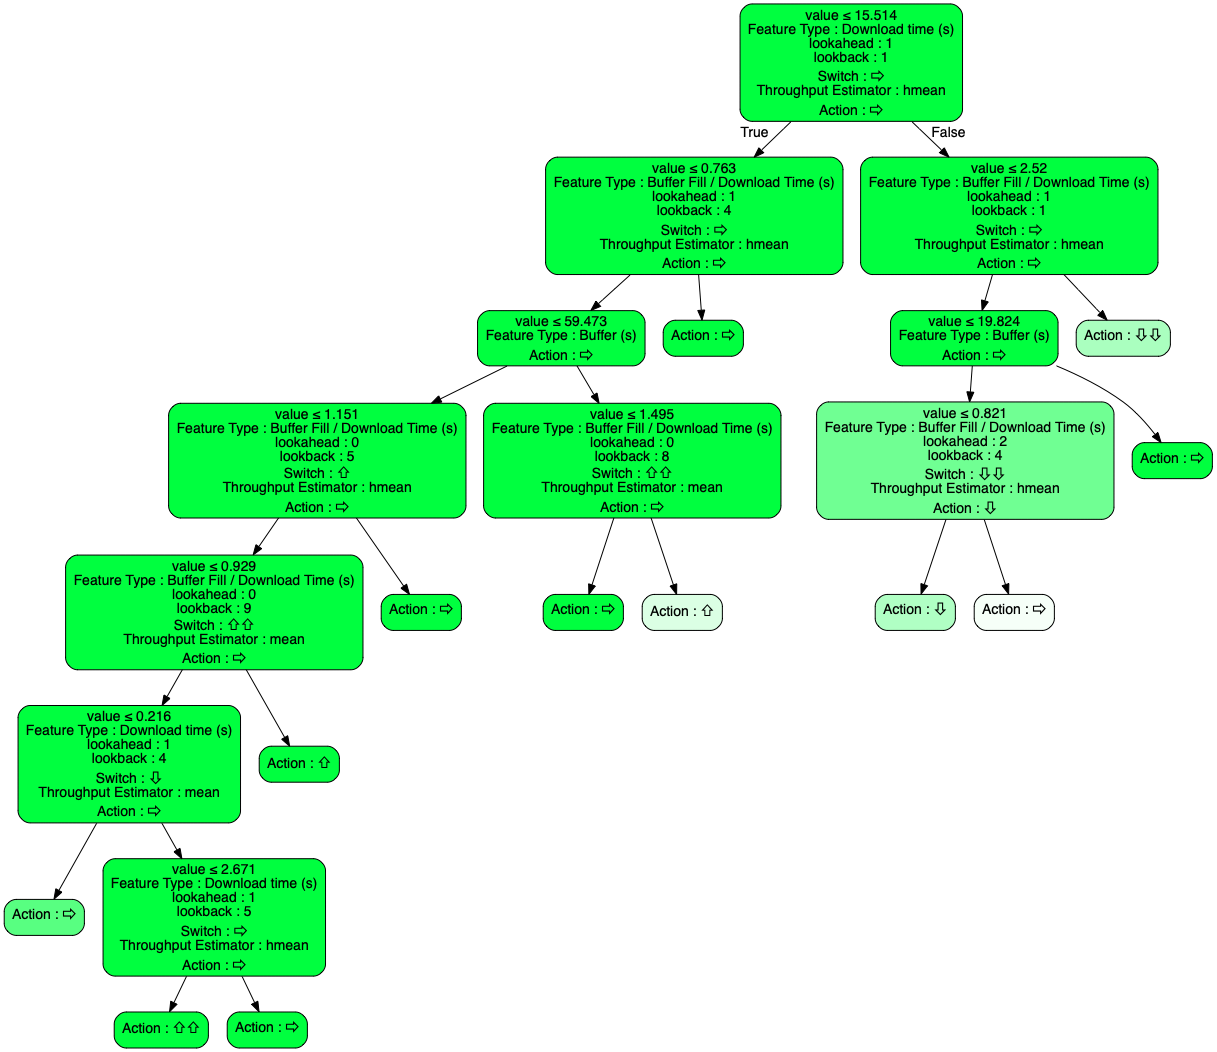 value ≤ 15.514
Feature Type : Download time (s)
lookahead : 1
lookback : 1
Switch : ⇨
Throughput Estimator : hmean
Action : ⇨
True
False
value ≤ 0.763
Feature Type : Buffer Fill / Download Time (s)
lookahead : 1
lookback : 4
Switch : ⇨
Throughput Estimator : hmean
Action : ⇨
value ≤ 2.52
Feature Type : Buffer Fill / Download Time (s)
lookahead : 1
lookback : 1
Switch : ⇨
Throughput Estimator : hmean
Action : ⇨
value ≤ 59.473
Feature Type : Buffer (s)
Action : ⇨
Action : ⇨
value ≤ 19.824
Feature Type : Buffer (s)
Action : ⇨
Action : ⇩⇩
value ≤ 1.151
Feature Type : Buffer Fill / Download Time (s)
lookahead : 0
lookback : 5
Switch : ⇧
Throughput Estimator : hmean
Action : ⇨
value ≤ 1.495
Feature Type : Buffer Fill / Download Time (s)
lookahead : 0
lookback : 8
Switch : ⇧⇧
Throughput Estimator : mean
Action : ⇨
value ≤ 0.821
Feature Type : Buffer Fill / Download Time (s)
lookahead : 2
lookback : 4
Switch : ⇩⇩
Throughput Estimator : hmean
Action : ⇩
Action : ⇨
value ≤ 0.929
Feature Type : Buffer Fill / Download Time (s)
lookahead : 0
lookback : 9
Switch : ⇧⇧
Throughput Estimator : mean
Action : ⇨
Action : ⇨
Action : ⇨
Action : ⇧
Action : ⇩
Action : ⇨
value ≤ 0.216
Feature Type : Download time (s)
lookahead : 1
lookback : 4
Switch : ⇩
Throughput Estimator : mean
Action : ⇨
Action : ⇧
value ≤ 2.671
Feature Type : Download time (s)
lookahead : 1
lookback : 5
Switch : ⇨
Throughput Estimator : hmean
Action : ⇨
Action : ⇨
Action : ⇧⇧
Action : ⇨